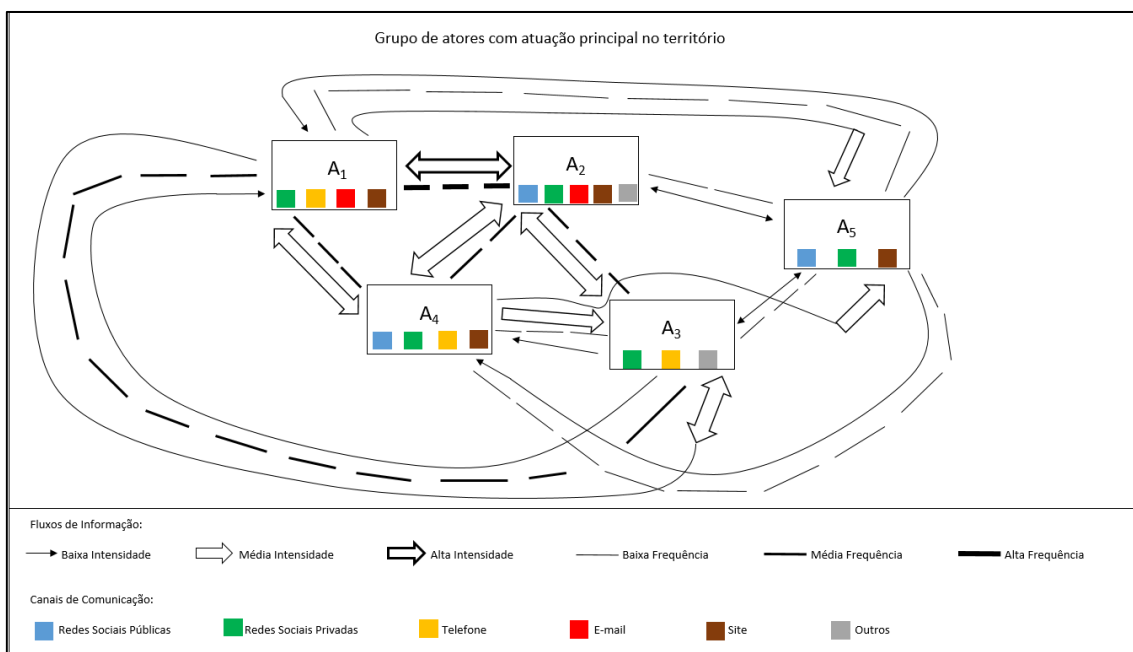 Grupo de atores com atuação principal no território
A1
A2
A5
A4
A3
Fluxos de Informação:
Baixa Intensidade Média Intensidade Alta Intensidade Baixa Frequência Média Frequência Alta Frequência
Canais de Comunicação:
Redes Sociais Públicas Redes Sociais Privadas Telefone E-mail Site Outros